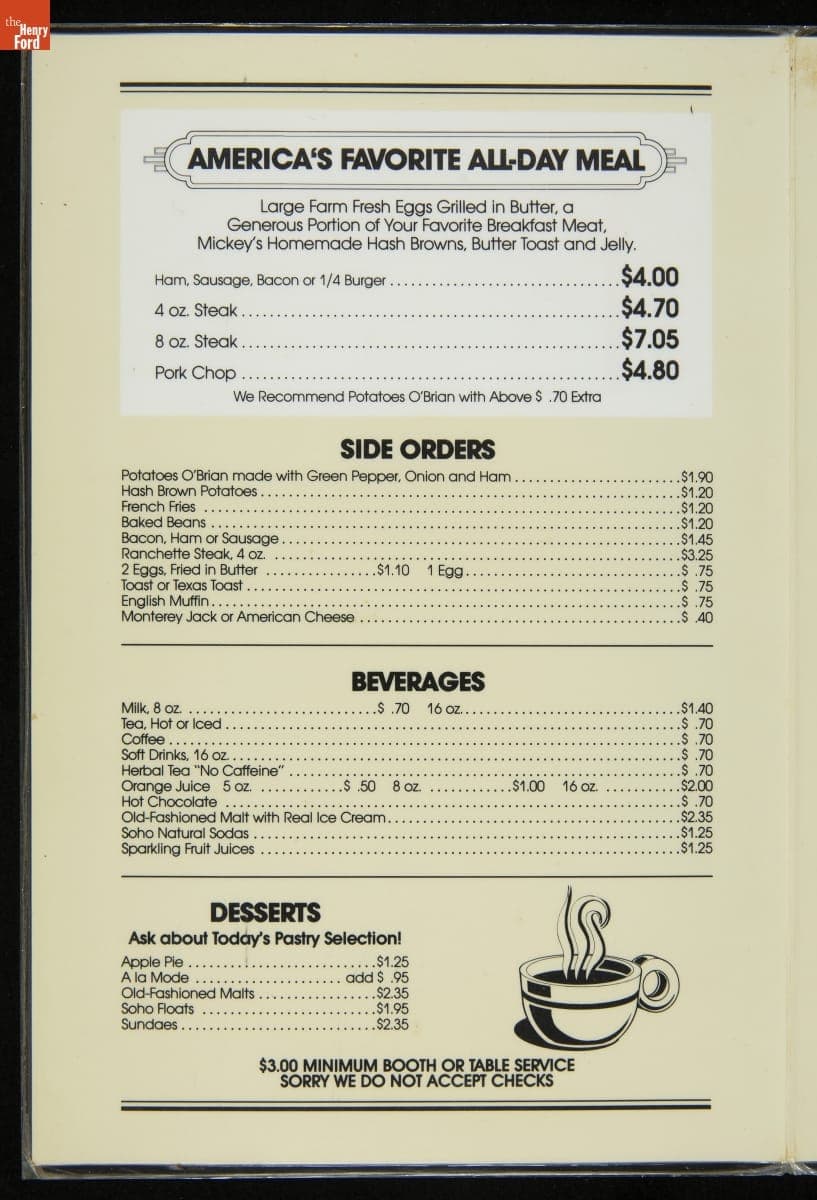 the
Henry
Ford
AMERICA'S FAVORITE ALL-DAY MEAL
Large Farm Fresh Eggs Grilled in Butter, a
Generous Portion of Your Favorite Breakfast Meat,
Mickey's Homemade Hash Browns, Butter Toast and Jelly.
Ham, Sausage, Bacon or 1/4 Burger $4.00
4 oz. Steak $4.70
8 oz. Steak $7.05
Pork Chop $4.80
We Recommend Potatoes O'Brian with Above $ .70 Extra
SIDE ORDERS
Potatoes O'Brian made with Green Pepper, Onion and Ham $1.90
Hash Brown Potatoes $1.20
French Fries $1.20
Baked Beans $1.20
Bacon, Ham or Sausage $1.45
Ranchette Steak, 4 oz. $3.25
2 Eggs, Fried in Butter $1.10 1 Egg $ .75
Toast or Texas Toast $ .75
English Muffin $ .75
Monterey Jack or American Cheese $ .40
BEVERAGES
Milk, 8 oz. $ .70 16 oz. $1.40
Tea, Hot or Iced $ .70
Coffee $ .70
Soft Drinks, 16 oz. $ .70
Herbal Tea "No Caffeine" $ .70
Orange Juice 5 oz. $ .50 8 oz. $1.00 16 oz. $2.00
Hot Chocolate $ .70
Old-Fashioned Malt with Real Ice Cream $2.35
Soho Natural Sodas $1.25
Sparkling Fruit Juices $1.25
DESSERTS
Ask about Today's Pastry Selection!
Apple Pie $1.25
A la Mode add $ .95
Old-Fashioned Malts $2.35
Soho Floats $1.95
Sundaes $2.35
$3.00 MINIMUM BOOTH OR TABLE SERVICE
SORRY WE DO NOT ACCEPT CHECKS